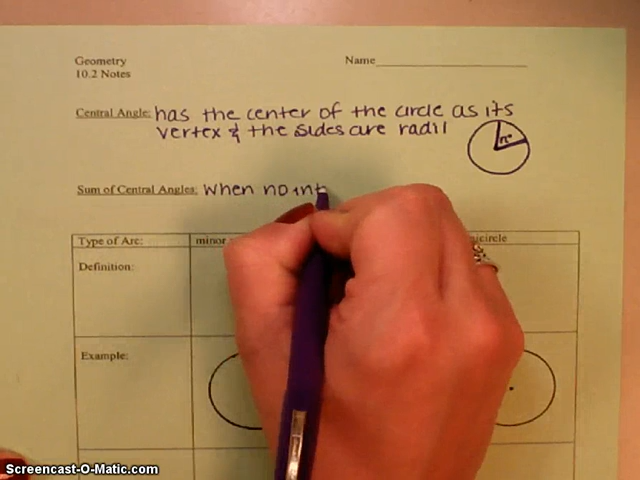 Geometry
Name
10.2 Notes
Central Angle: has the center of the circle as its
vertex & the sides are radii
n°
Sum of Central Angles: when no int
Type of Arc:
minor
Definition:
Example:
Screencast-O-Matic.com